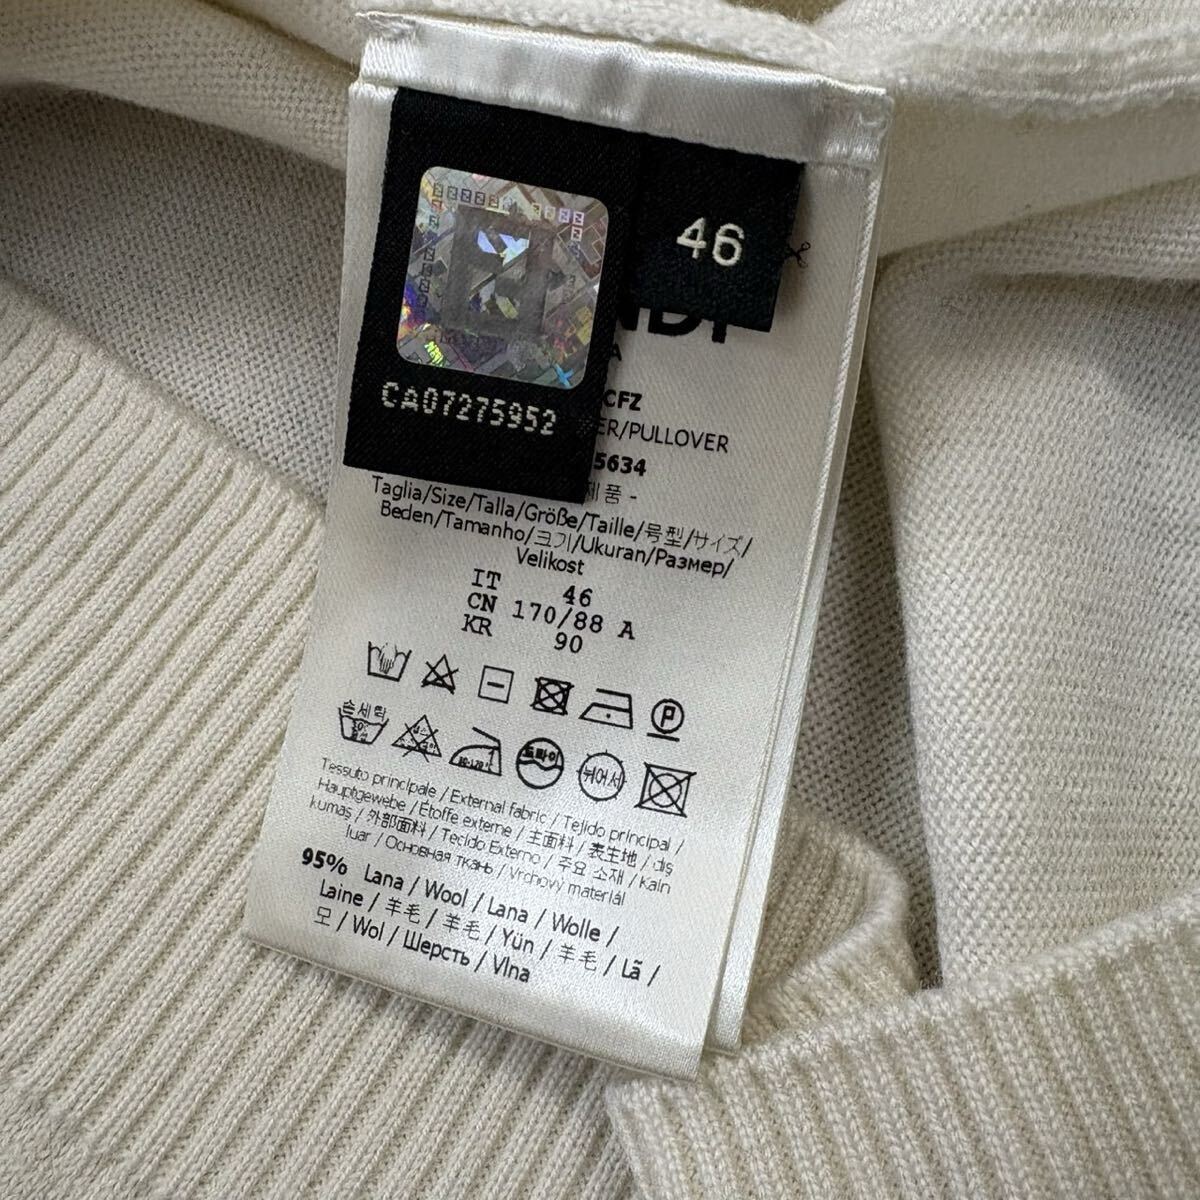 46
CA07275952
CFZ
ER/PULLOVER
5634
제품 -
Taglia/Size/Talla/Größe/Taille/号型/サイズ/
Beden/Tamanho/크기/Ukuran/Размер/
Velikost
IT 46
CN 170/88 A
KR 90
손세탁
드라이
뉘어서
Tessuto principale / External fabric / Tejido principal /
Hauptgewebe / Étoffe externe / 主面料 / 表生地 / dış
kumaş / 外部面料 / Tecido Externo / 주요 소재 / Kain
luar / Основная ткань / Vrchový materiál
95% Lana / Wool / Lana / Wolle /
Laine / 羊毛 / 羊毛 / Yün / 羊毛 / Lã /
모 / Wol / Шерсть / Vlna